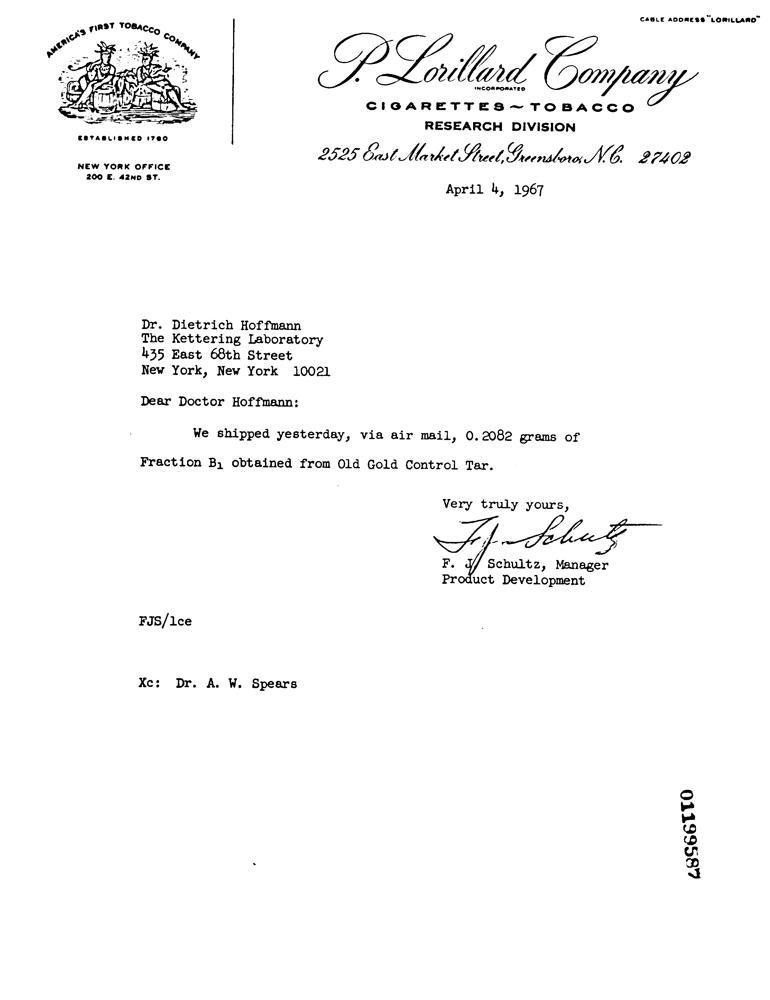 CABLE ADDRESS "LORILLARD"
AMERICA'S FIRST TOBACCO COMPANY
ESTABLISHED 1760
NEW YORK OFFICE
200 E. 42ND ST.
P. Lorillard Company
INCORPORATED
CIGARETTES ~ TOBACCO
RESEARCH DIVISION
2525 East Market Street, Greensboro, N.C. 27402
April 4, 1967
Dr. Dietrich Hoffmann
The Kettering Laboratory
435 East 68th Street
New York, New York 10021
Dear Doctor Hoffmann:
We shipped yesterday, via air mail, 0.2082 grams of
Fraction B₁ obtained from Old Gold Control Tar.
Very truly yours,
F. J. Schultz
F. J. Schultz, Manager
Product Development
FJS/lce
Xc: Dr. A. W. Spears
01199587